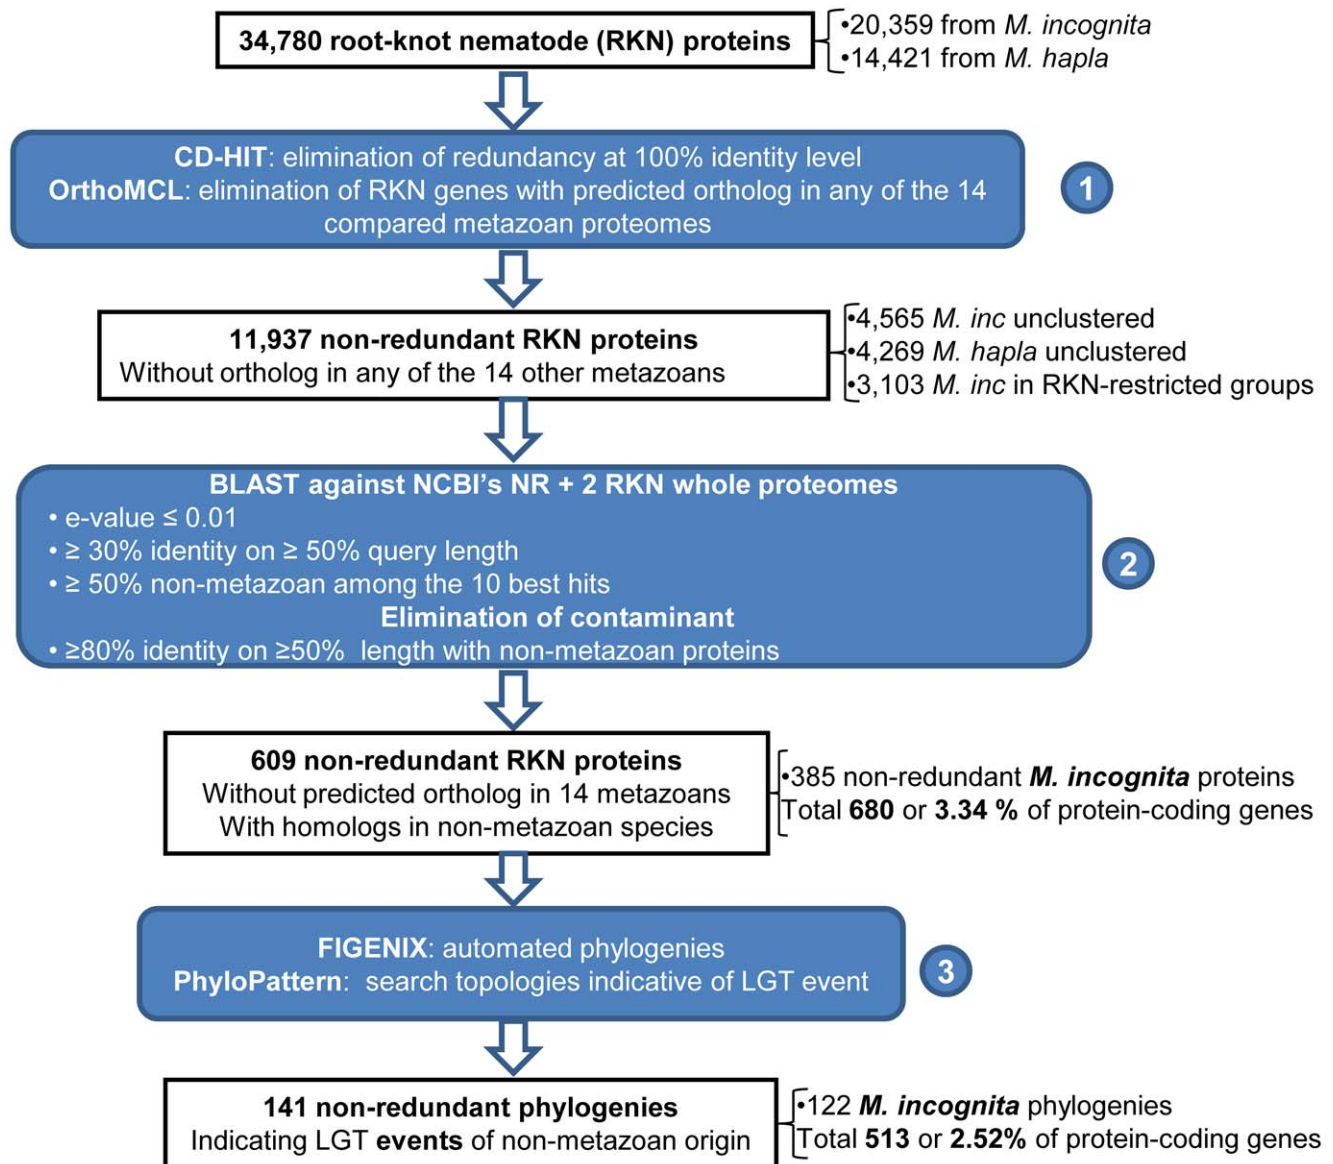 34,780 root-knot nematode (RKN) proteins
•20,359 from M. incognita
•14,421 from M. hapla
CD-HIT: elimination of redundancy at 100% identity level
OrthoMCL: elimination of RKN genes with predicted ortholog in any of the 14
compared metazoan proteomes
1
11,937 non-redundant RKN proteins
Without ortholog in any of the 14 other metazoans
•4,565 M. inc unclustered
•4,269 M. hapla unclustered
•3,103 M. inc in RKN-restricted groups
BLAST against NCBI's NR + 2 RKN whole proteomes
• e-value ≤ 0.01
• ≥ 30% identity on ≥ 50% query length
• ≥ 50% non-metazoan among the 10 best hits
Elimination of contaminant
• ≥80% identity on ≥50% length with non-metazoan proteins
2
609 non-redundant RKN proteins
Without predicted ortholog in 14 metazoans
With homologs in non-metazoan species
•385 non-redundant M. incognita proteins
Total 680 or 3.34 % of protein-coding genes
FIGENIX: automated phylogenies
PhyloPattern: search topologies indicative of LGT event
3
141 non-redundant phylogenies
Indicating LGT events of non-metazoan origin
•122 M. incognita phylogenies
Total 513 or 2.52% of protein-coding genes